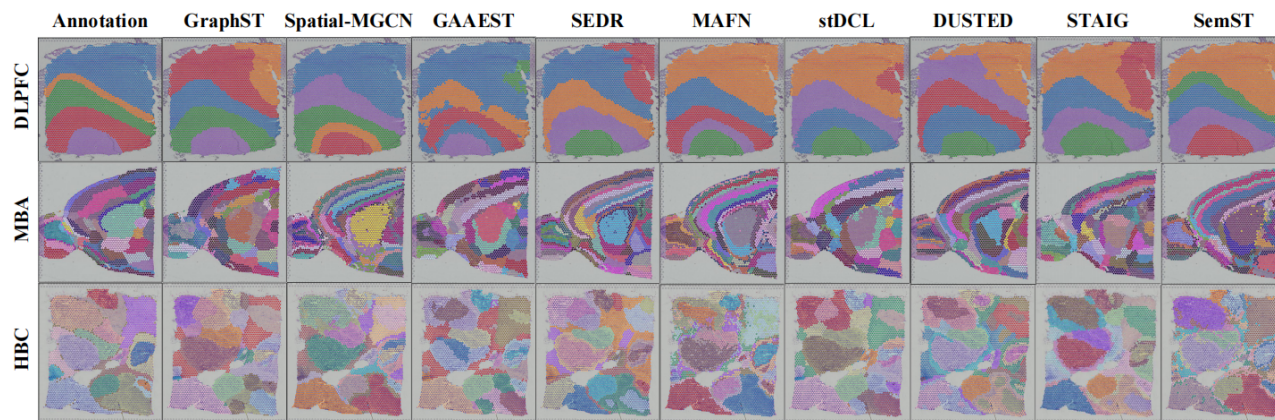 Annotation GraphST Spatial-MGCN GAAEST SEDR MAFN stDCL DUSTED STAIG SemST
DLPFC
MBA
HBC